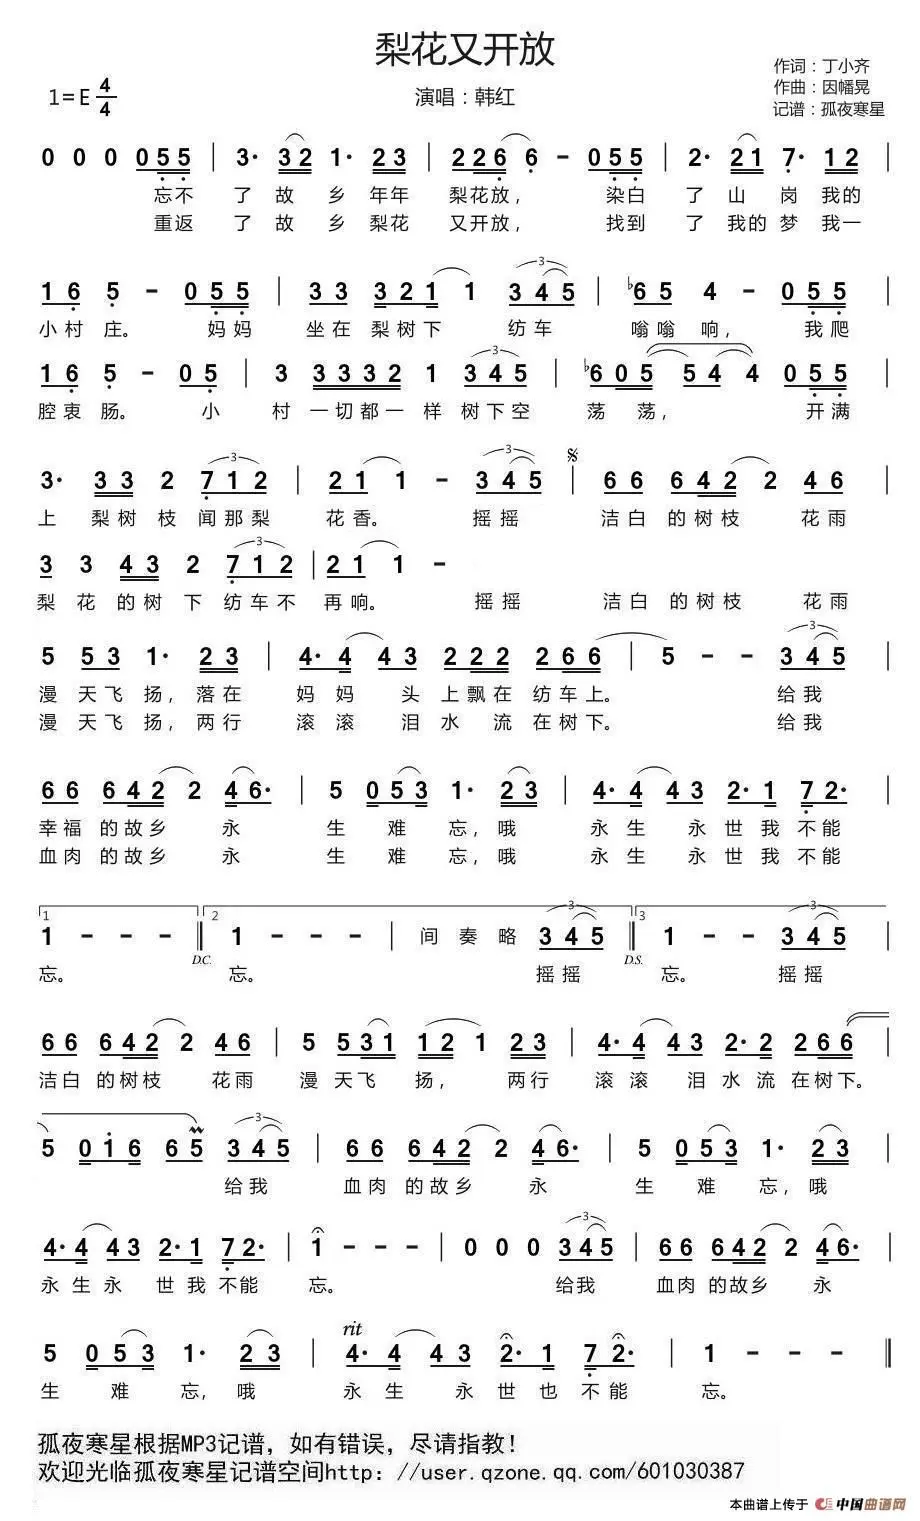 梨花又开放
1=E 4/4
演唱：韩红
作词：丁小齐
作曲：因幡晃
记谱：孤夜寒星
0 0 0 0 5 5 | 3· 3 2 1· 2 3 | 2 2 6 6 - 0 5 5 | 2· 2 1 7· 1 2 |
忘不 了 故 乡 年年 梨花放， 染白 了 山 岗 我的
重返 了 故 乡 梨花 又开放， 找到 了 我的 梦 我一
1 6 5 - 0 5 5 | 3 3 3 2 1 1 3 4 5 | ♭6 5 4 - 0 5 5 |
小村 庄。 妈妈 坐在 梨树下 纺车 嗡嗡 响， 我爬
1 6 5 - 0 5 | 3 3 3 3 2 1 3 4 5 | ♭6 0 5 5 4 4 0 5 5 |
腔衷 肠。 小 村 一切都一 样 树下空 荡 荡， 开满
3· 3 3 2 7 1 2 | 2 1 1 - 3 4 5 | 6 6 6 4 2 2 4 6 |
上 梨树 枝 闻那梨 花香。 摇摇 洁白 的树枝 花雨
3 3 4 3 2 7 1 2 | 2 1 1 -
梨 花 的树 下 纺车不 再响。 摇摇 洁白 的树枝 花雨
5 5 3 1· 2 3 | 4· 4 4 3 2 2 2 2 6 6 | 5 - - 3 4 5 |
漫 天飞 扬，落在 妈妈 头 上飘在 纺车上。 给我
漫 天飞 扬，两行 滚滚 泪 水 流 在树下。 给我
6 6 6 4 2 2 4 6· | 5 0 5 3 1· 2 3 | 4· 4 4 3 2· 1 7 2· |
幸福 的故乡 永 生 难 忘，哦 永生 永世我不能
血肉 的故乡 永 生 难 忘，哦 永生 永世我不能
1 2 3
1 - - - ‖ 1 - - - | 间 奏 略 3 4 5 ‖ 1 - - 3 4 5 |
D.C. D.S.
忘。 忘。 摇摇 忘。 摇摇
6 6 6 4 2 2 4 6 | 5 5 3 1 1 2 1 2 3 | 4· 4 4 3 2· 2 2 6 6 |
洁白 的树枝 花雨 漫 天飞 扬， 两行 滚滚 泪水流在树下。
5 0 1 6 6 5 3 4 5 | 6 6 6 4 2 2 4 6· | 5 0 5 3 1· 2 3 |
给我 血肉 的故乡 永 生 难 忘，哦
4· 4 4 3 2· 1 7 2· | 1 - - - | 0 0 0 3 4 5 | 6 6 6 4 2 2 4 6· |
永生永 世我不能 忘。 给我 血肉 的故乡 永
rit
5 0 5 3 1· 2 3 | 4· 4 4 3 2· 1 7 2· | 1 - - - ‖
生 难 忘，哦 永生 永世也不能 忘。
孤夜寒星根据MP3记谱，如有错误，尽请指教！
欢迎光临孤夜寒星记谱空间http：//user.qzone.qq.com/601030387
本曲谱上传于 中国曲谱网